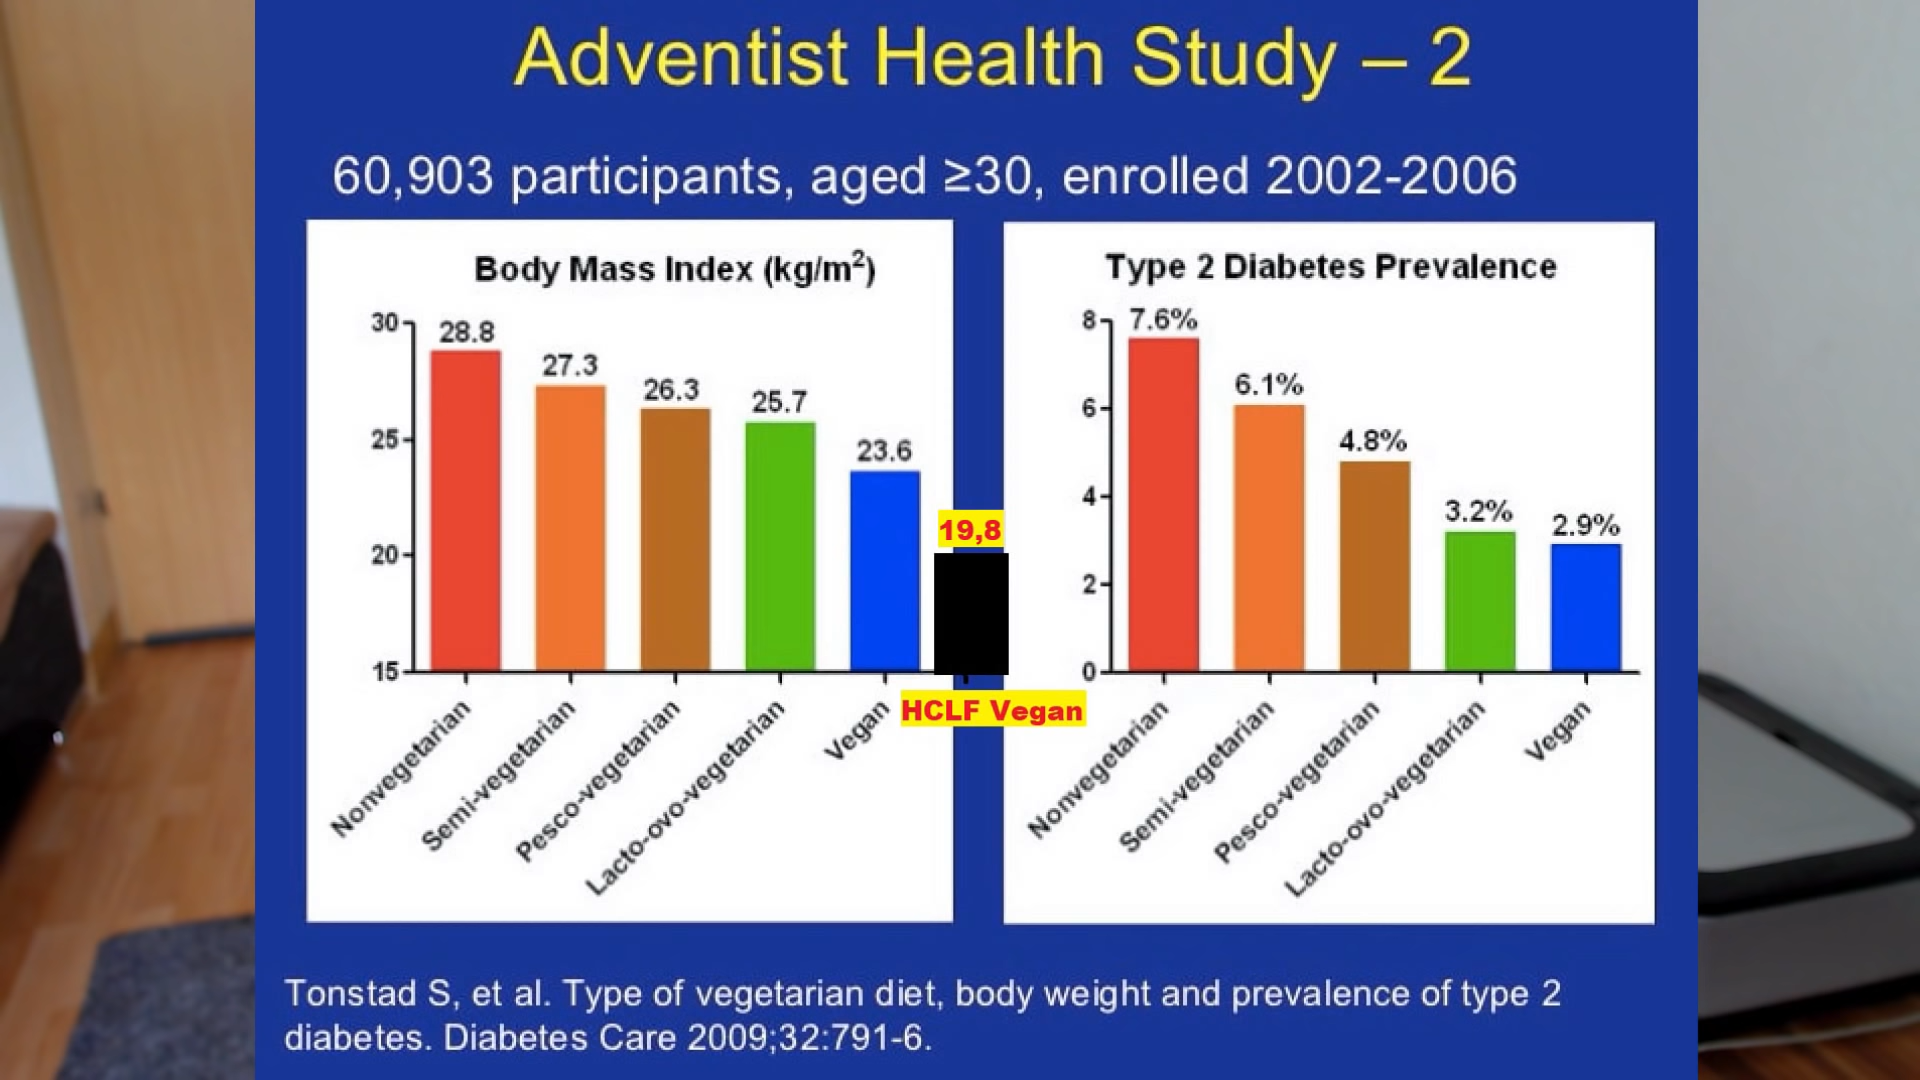 Adventist Health Study – 2
60,903 participants, aged ≥30, enrolled 2002-2006
Body Mass Index (kg/m²)
30
25
20
15
28.8
27.3
26.3
25.7
23.6
19,8
Nonvegetarian
Semi-vegetarian
Pesco-vegetarian
Lacto-ovo-vegetarian
Vegan
HCLF Vegan
Type 2 Diabetes Prevalence
8
6
4
2
0
7.6%
6.1%
4.8%
3.2%
2.9%
Nonvegetarian
Semi-vegetarian
Pesco-vegetarian
Lacto-ovo-vegetarian
Vegan
Tonstad S, et al. Type of vegetarian diet, body weight and prevalence of type 2
diabetes. Diabetes Care 2009;32:791-6.